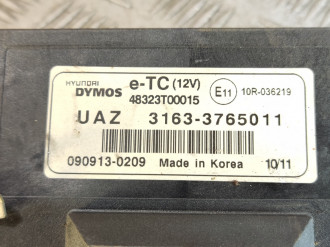 HYUNDAI
DYMOS
e-TC (12V)
48323T00015
E11 10R-036219
UAZ 3163-3765011
090913-0209 Made in Korea 10/11